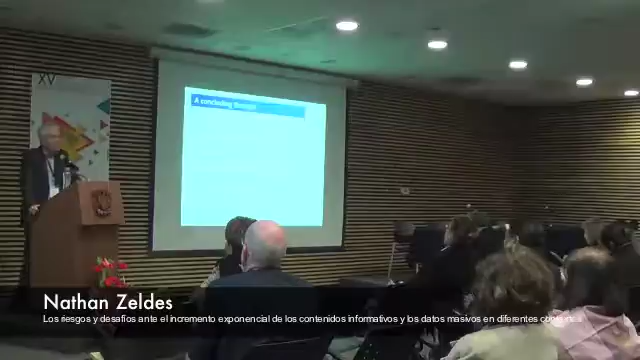 XV
A concluding thought
Nathan Zeldes
Los riesgos y desafíos ante el incremento exponencial de los contenidos informativos y los datos masivos en diferentes